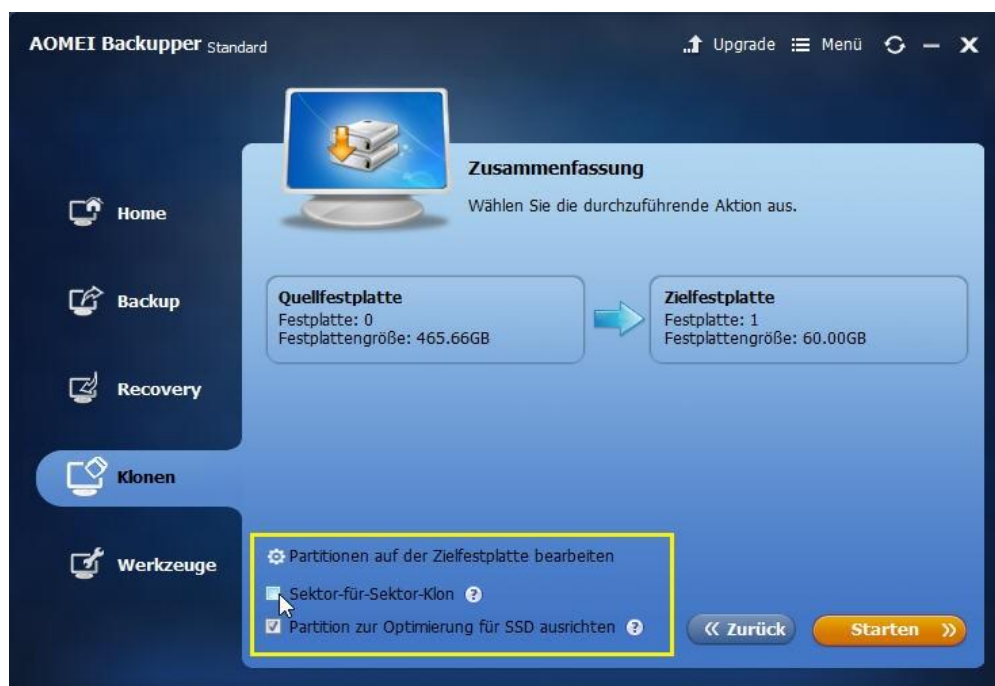 AOMEI Backupper Standard
Upgrade Menü
Zusammenfassung
Wählen Sie die durchzuführende Aktion aus.
Home
Backup
Recovery
Klonen
Werkzeuge
Quellfestplatte
Festplatte: 0
Festplattengröße: 465.66GB
Zielfestplatte
Festplatte: 1
Festplattengröße: 60.00GB
Partitionen auf der Zielfestplatte bearbeiten
Sektor-für-Sektor-Klon ?
Partition zur Optimierung für SSD ausrichten ?
Zurück
Starten